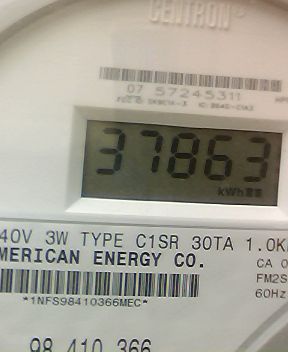 CENTRON®
07 57245311
37863
kWh
40V 3W TYPE C1SR 30TA 1.0K
MERICAN ENERGY CO.
CA 0
FM2S
60Hz
*1NFS98410366MEC*
98 410 366